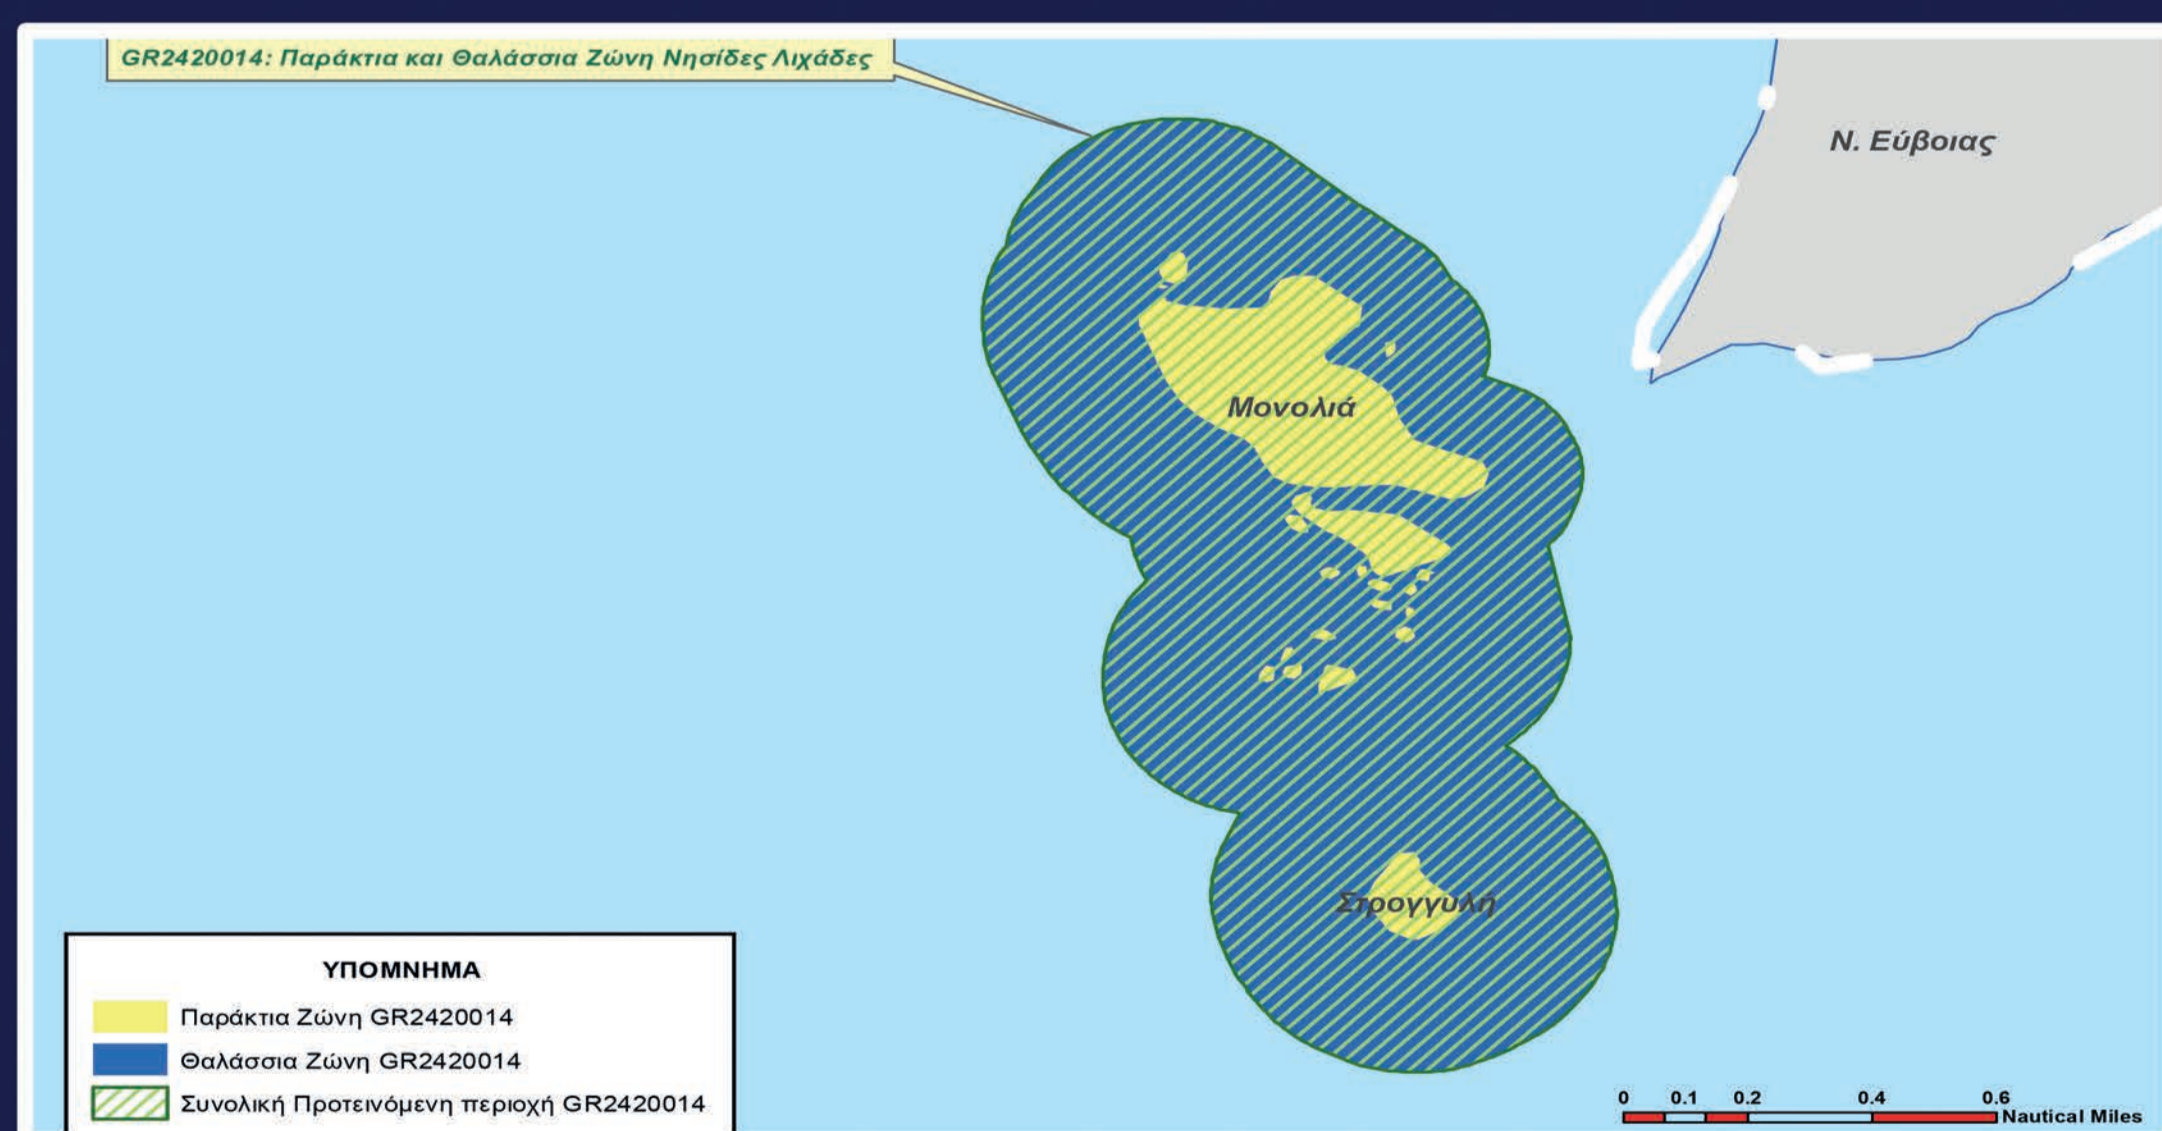 GR2420014: Παράκτια και Θαλάσσια Ζώνη Νησίδες Λιχάδες
Ν. Εύβοιας
Μονολιά
Στρογγυλή
ΥΠΟΜΝΗΜΑ
Παράκτια Ζώνη GR2420014
Θαλάσσια Ζώνη GR2420014
Συνολική Προτεινόμενη περιοχή GR2420014
0 0.1 0.2 0.4 0.6
Nautical Miles